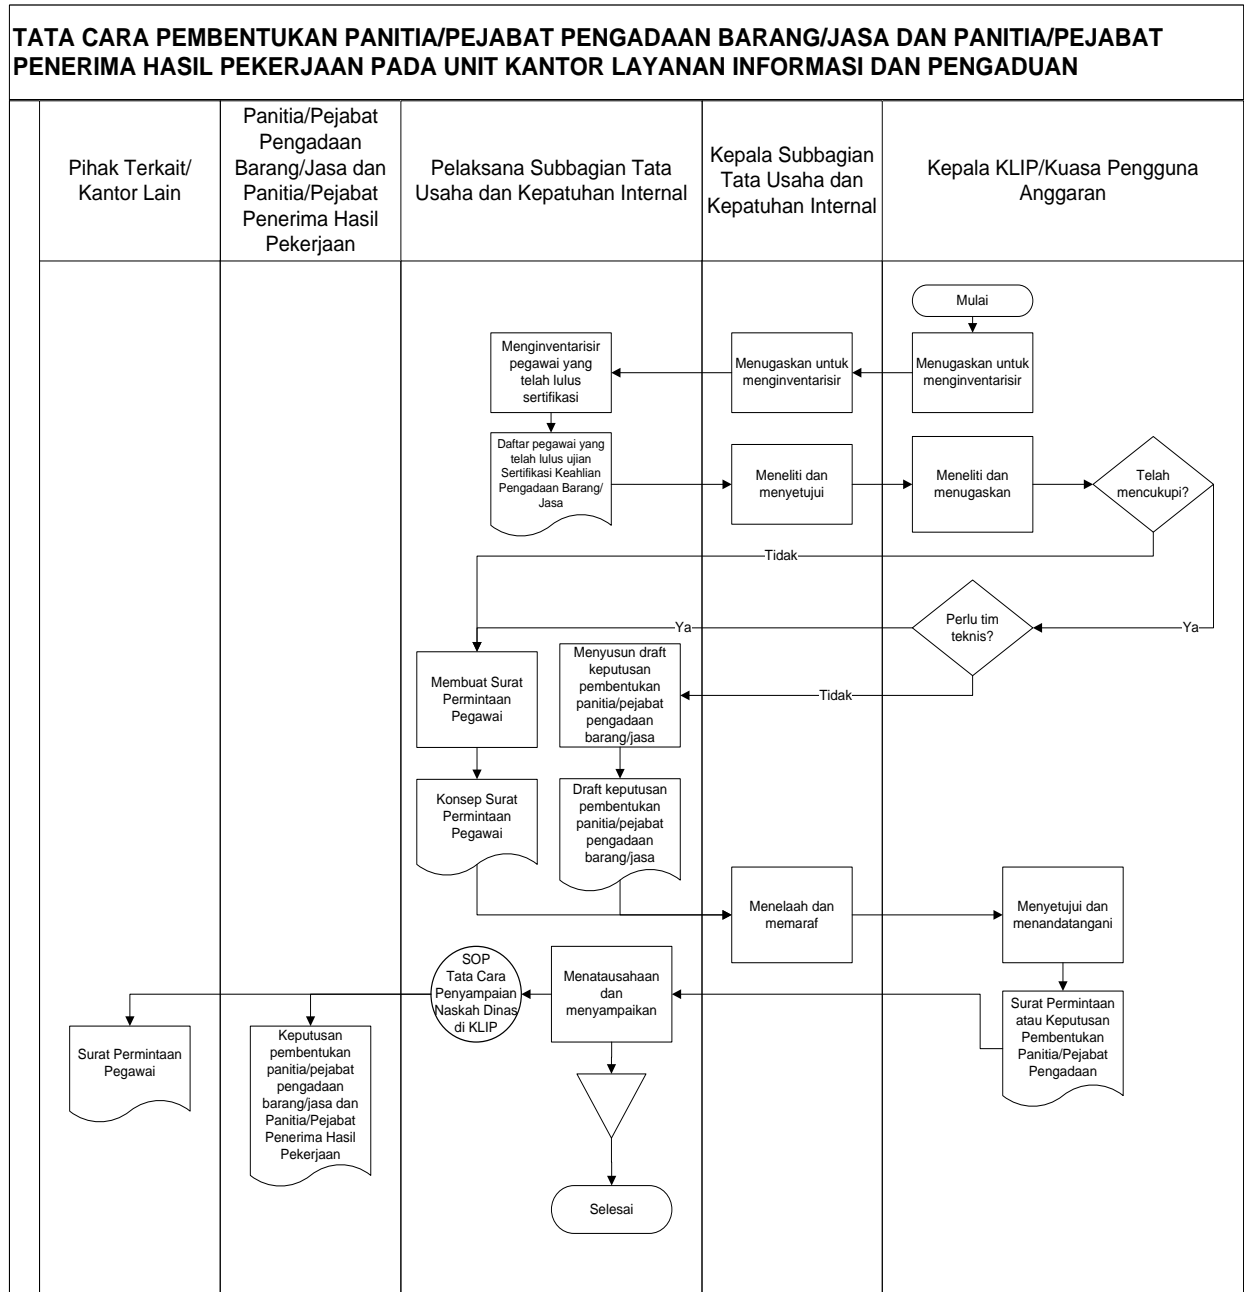 TATA CARA PEMBENTUKAN PANITIA/PEJABAT PENGADAAN BARANG/JASA DAN PANITIA/PEJABAT
PENERIMA HASIL PEKERJAAN PADA UNIT KANTOR LAYANAN INFORMASI DAN PENGADUAN
Pihak Terkait/
Kantor Lain
Panitia/Pejabat
Pengadaan
Barang/Jasa dan
Panitia/Pejabat
Penerima Hasil
Pekerjaan
Pelaksana Subbagian Tata
Usaha dan Kepatuhan Internal
Kepala Subbagian
Tata Usaha dan
Kepatuhan Internal
Kepala KLIP/Kuasa Pengguna
Anggaran
Mulai
Menugaskan untuk
menginventarisir
Menugaskan untuk
menginventarisir
Menginventarisir
pegawai yang
telah lulus
sertifikasi
Daftar pegawai yang
telah lulus ujian
Sertifikasi Keahlian
Pengadaan Barang/
Jasa
Meneliti dan
menyetujui
Meneliti dan
menugaskan
Telah
mencukupi?
Tidak
Ya
Perlu tim
teknis?
Ya
Tidak
Membuat Surat
Permintaan
Pegawai
Menyusun draft
keputusan
pembentukan
panitia/pejabat
pengadaan
barang/jasa
Konsep Surat
Permintaan
Pegawai
Draft keputusan
pembentukan
panitia/pejabat
pengadaan
barang/jasa
Menelaah dan
memaraf
Menyetujui dan
menandatangani
Surat Permintaan
atau Keputusan
Pembentukan
Panitia/Pejabat
Pengadaan
Menatausahaan
dan
menyampaikan
SOP
Tata Cara
Penyampaian
Naskah Dinas
di KLIP
Surat Permintaan
Pegawai
Keputusan
pembentukan
panitia/pejabat
pengadaan
barang/jasa dan
Panitia/Pejabat
Penerima Hasil
Pekerjaan
Selesai